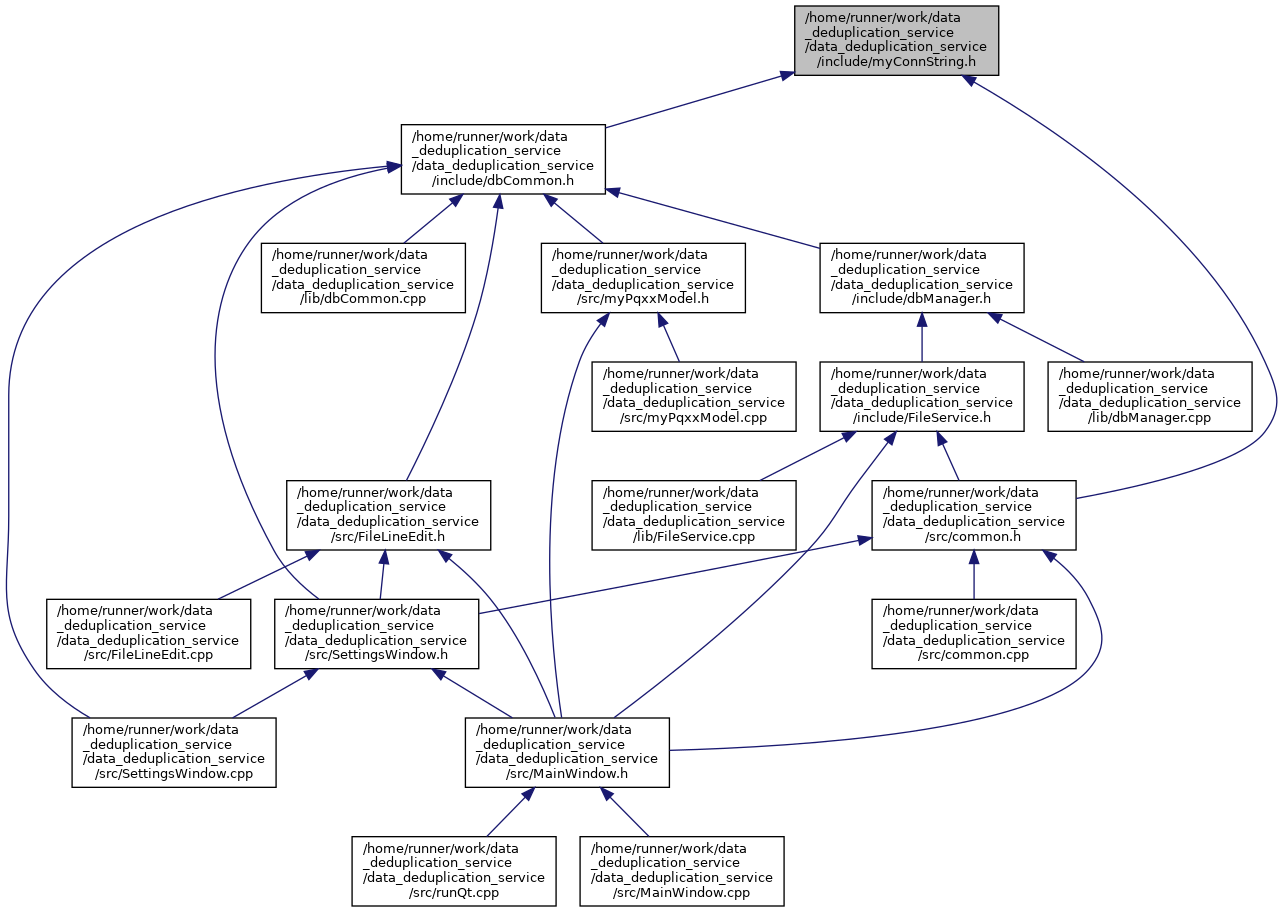 /home/runner/work/data
_deduplication_service
/data_deduplication_service
/include/myConnString.h
/home/runner/work/data
_deduplication_service
/data_deduplication_service
/include/dbCommon.h
/home/runner/work/data
_deduplication_service
/data_deduplication_service
/lib/dbCommon.cpp
/home/runner/work/data
_deduplication_service
/data_deduplication_service
/src/myPqxxModel.h
/home/runner/work/data
_deduplication_service
/data_deduplication_service
/include/dbManager.h
/home/runner/work/data
_deduplication_service
/data_deduplication_service
/src/myPqxxModel.cpp
/home/runner/work/data
_deduplication_service
/data_deduplication_service
/include/FileService.h
/home/runner/work/data
_deduplication_service
/data_deduplication_service
/lib/dbManager.cpp
/home/runner/work/data
_deduplication_service
/data_deduplication_service
/src/FileLineEdit.h
/home/runner/work/data
_deduplication_service
/data_deduplication_service
/lib/FileService.cpp
/home/runner/work/data
_deduplication_service
/data_deduplication_service
/src/common.h
/home/runner/work/data
_deduplication_service
/data_deduplication_service
/src/FileLineEdit.cpp
/home/runner/work/data
_deduplication_service
/data_deduplication_service
/src/SettingsWindow.h
/home/runner/work/data
_deduplication_service
/data_deduplication_service
/src/common.cpp
/home/runner/work/data
_deduplication_service
/data_deduplication_service
/src/SettingsWindow.cpp
/home/runner/work/data
_deduplication_service
/data_deduplication_service
/src/MainWindow.h
/home/runner/work/data
_deduplication_service
/data_deduplication_service
/src/runQt.cpp
/home/runner/work/data
_deduplication_service
/data_deduplication_service
/src/MainWindow.cpp